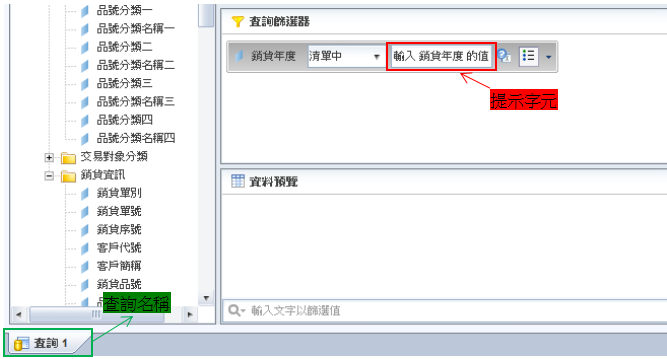 品號分類一
品號分類名稱一
品號分類二
品號分類名稱二
品號分類三
品號分類名稱三
品號分類四
品號分類名稱四
交易對象分類
銷貨資訊
銷貨單別
銷貨單號
銷貨序號
客戶代號
客戶簡稱
銷貨品號
查詢名稱
查詢 1
查詢篩選器
銷貨年度 清單中 輸入 銷貨年度 的值
提示字元
資料預覽
輸入文字以篩選值